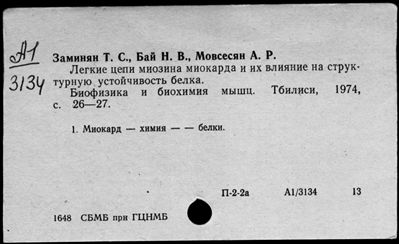 А1
3134
Заминян Т. С., Бай Н. В., Мовсесян А. Р.
Легкие цепи миозина миокарда и их влияние на струк-
турную устойчивость белка.
Биофизика и биохимия мышц. Тбилиси, 1974,
с. 26—27.
1. Миокард — химия — — белки.
П-2-2а А1/3134 13
1648 СБМБ при ГЦНМБ